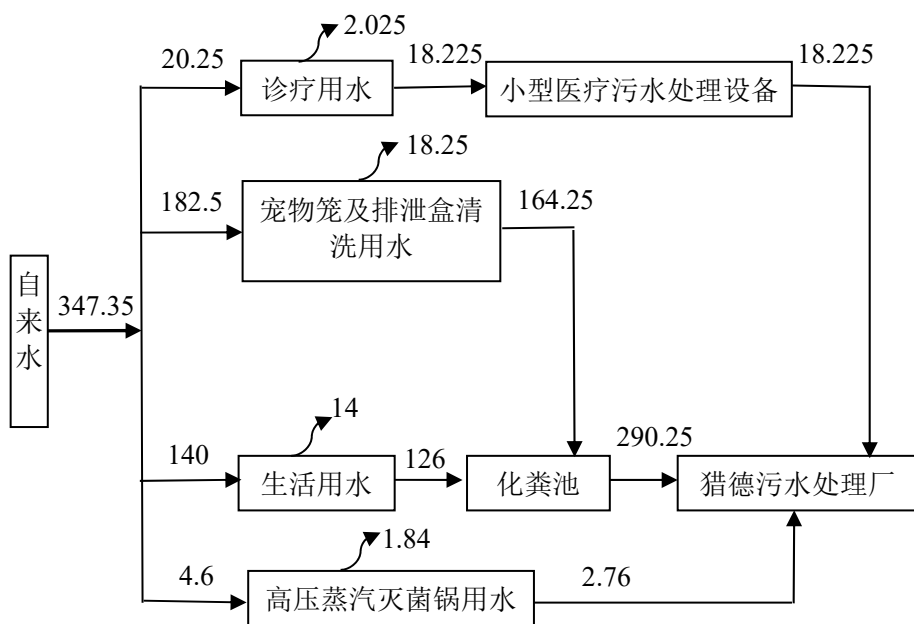 2.025
20.25
诊疗用水
18.225
小型医疗污水处理设备
18.225
18.25
182.5
宠物笼及排泄盒清
洗用水
164.25
自
来
水
347.35
14
140
生活用水
126
化粪池
290.25
猎德污水处理厂
1.84
4.6
高压蒸汽灭菌锅用水
2.76